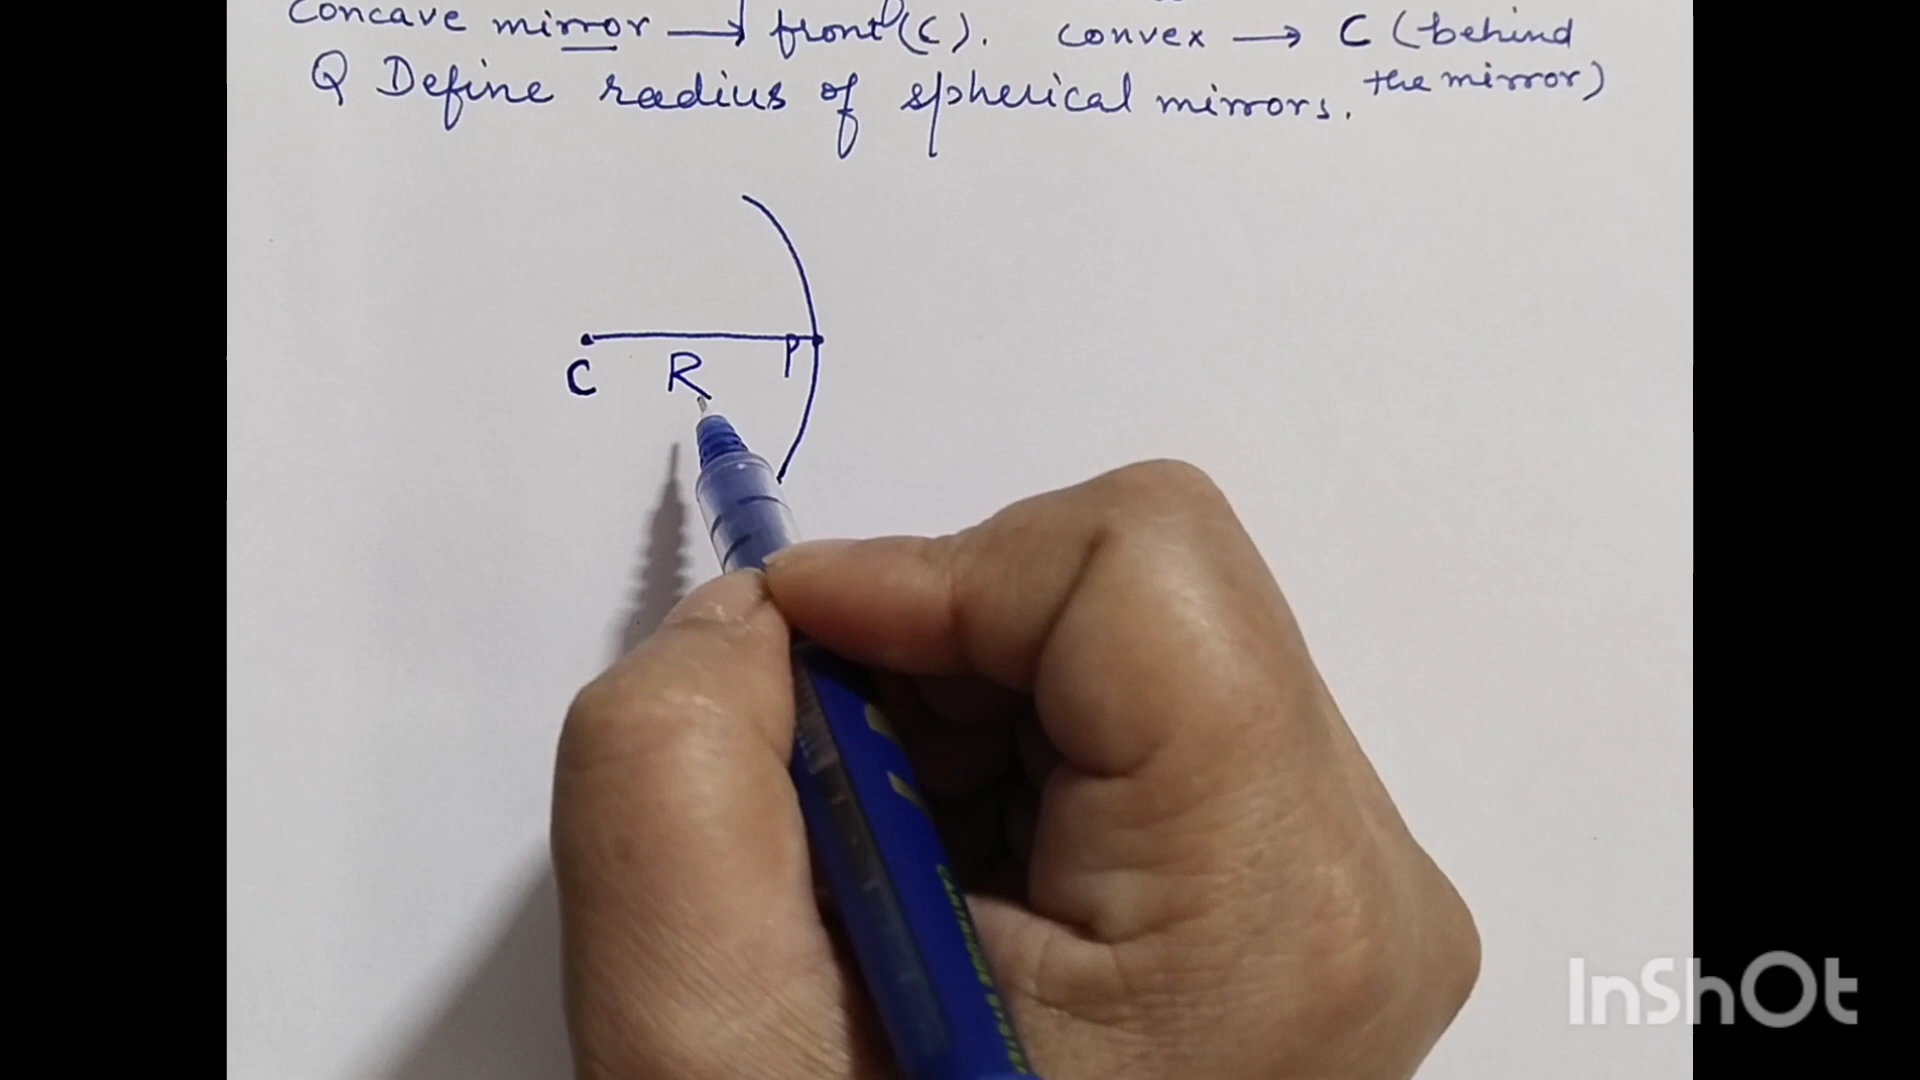 Concave mirror → front (C). convex → C (behind the mirror)
Q Define radius of spherical mirrors.
C R P
InShOt